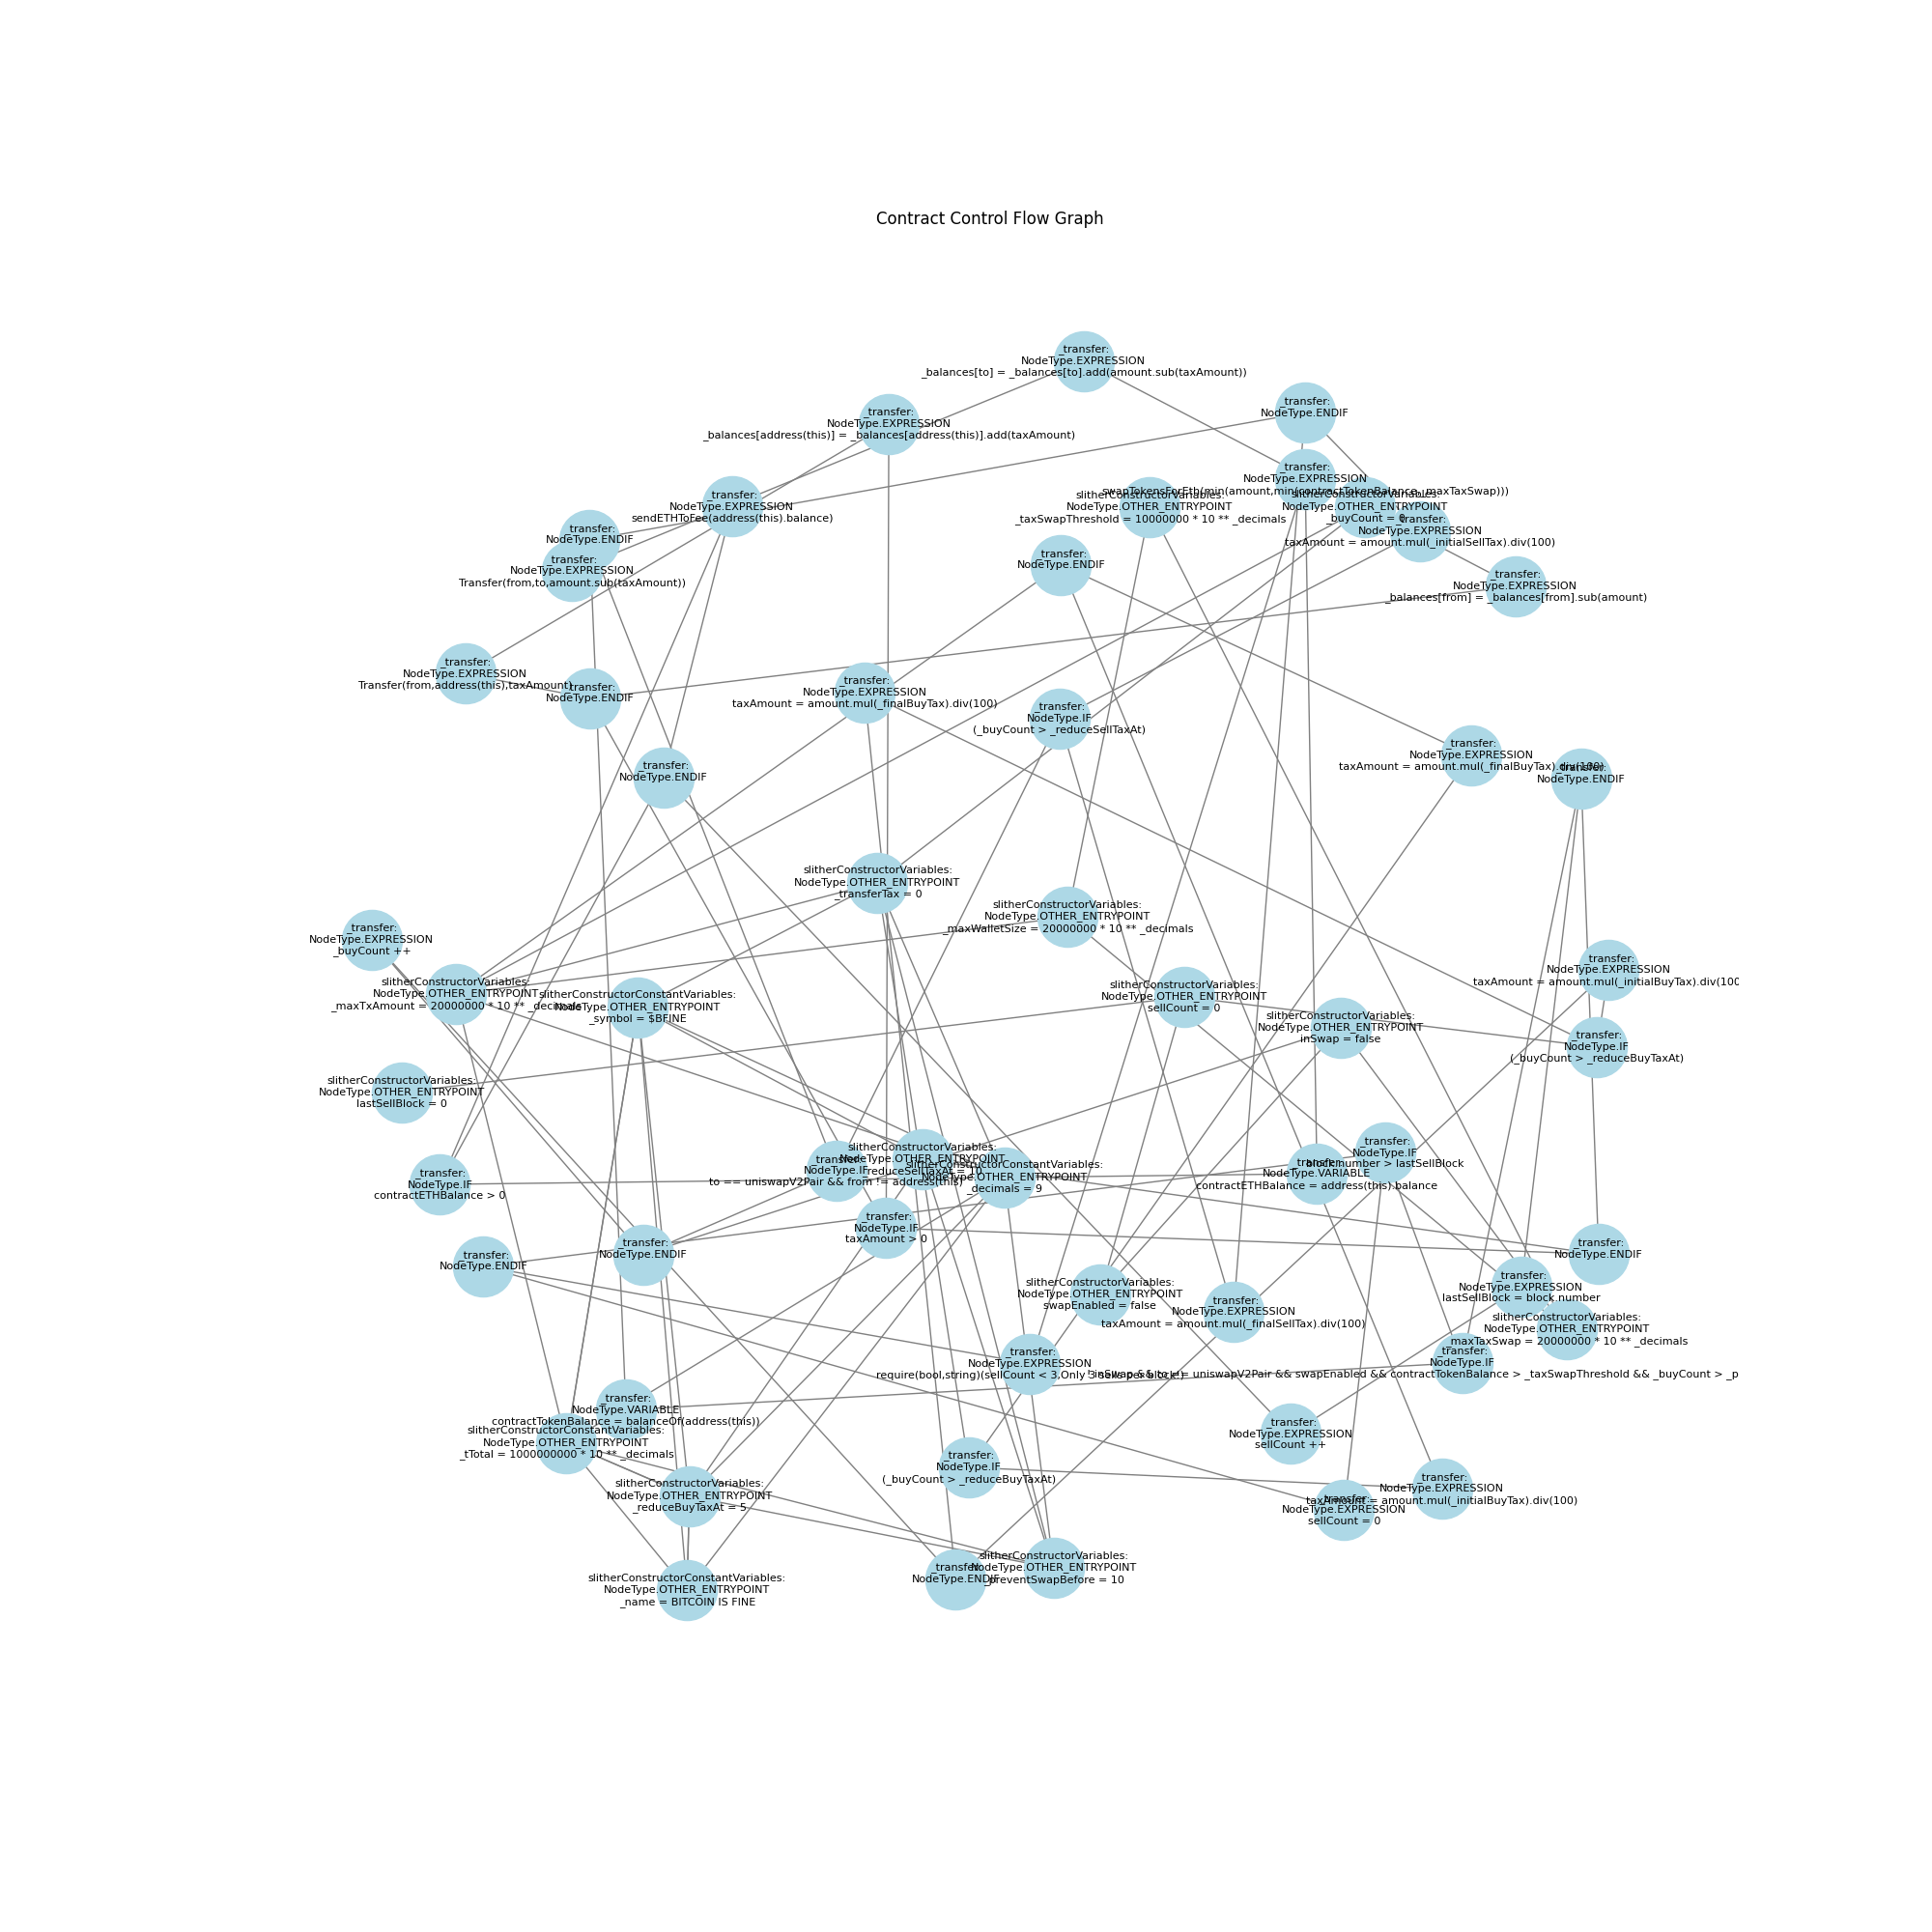 Contract Control Flow Graph
_transfer:
NodeType.EXPRESSION
_balances[to] = _balances[to].add(amount.sub(taxAmount))
_transfer:
NodeType.ENDIF
_transfer:
NodeType.EXPRESSION
_balances[address(this)] = _balances[address(this)].add(taxAmount)
_transfer:
NodeType.EXPRESSION
swapTokensForEth(min(amount,min(contractTokenBalance,_maxTaxSwap)))
slitherConstructorVariables:
NodeType.OTHER_ENTRYPOINT
_taxSwapThreshold = 10000000 * 10 ** _decimals
slitherConstructorVariables:
NodeType.OTHER_ENTRYPOINT
_buyCount = 0
_transfer:
NodeType.EXPRESSION
sendETHToFee(address(this).balance)
_transfer:
NodeType.EXPRESSION
taxAmount = amount.mul(_initialSellTax).div(100)
_transfer:
NodeType.ENDIF
_transfer:
NodeType.EXPRESSION
Transfer(from,to,amount.sub(taxAmount))
_transfer:
NodeType.ENDIF
_transfer:
NodeType.EXPRESSION
_balances[from] = _balances[from].sub(amount)
_transfer:
NodeType.EXPRESSION
Transfer(from,address(this),taxAmount)
_transfer:
NodeType.ENDIF
_transfer:
NodeType.EXPRESSION
taxAmount = amount.mul(_finalBuyTax).div(100)
_transfer:
NodeType.IF
(_buyCount > _reduceSellTaxAt)
_transfer:
NodeType.EXPRESSION
taxAmount = amount.mul(_finalBuyTax).div(100)
_transfer:
NodeType.ENDIF
_transfer:
NodeType.ENDIF
slitherConstructorVariables:
NodeType.OTHER_ENTRYPOINT
_transferTax = 0
slitherConstructorVariables:
NodeType.OTHER_ENTRYPOINT
_maxWalletSize = 20000000 * 10 ** _decimals
_transfer:
NodeType.EXPRESSION
_buyCount ++
_transfer:
NodeType.EXPRESSION
taxAmount = amount.mul(_initialBuyTax).div(100
slitherConstructorVariables:
NodeType.OTHER_ENTRYPOINT
_maxTxAmount = 20000000 * 10 ** _decimals
slitherConstructorConstantVariables:
NodeType.OTHER_ENTRYPOINT
_symbol = $BFINE
slitherConstructorVariables:
NodeType.OTHER_ENTRYPOINT
sellCount = 0
slitherConstructorVariables:
NodeType.OTHER_ENTRYPOINT
inSwap = false
_transfer:
NodeType.IF
(_buyCount > _reduceBuyTaxAt)
slitherConstructorVariables:
NodeType.OTHER_ENTRYPOINT
lastSellBlock = 0
_transfer:
NodeType.IF
block.number > lastSellBlock
slitherConstructorVariables:
NodeType.OTHER_ENTRYPOINT
_reduceSellTaxAt = 10
_transfer:
NodeType.IF
to == uniswapV2Pair && from != address(this)
slitherConstructorConstantVariables:
NodeType.OTHER_ENTRYPOINT
_decimals = 9
_transfer:
NodeType.VARIABLE
contractETHBalance = address(this).balance
_transfer:
NodeType.IF
contractETHBalance > 0
_transfer:
NodeType.IF
taxAmount > 0
_transfer:
NodeType.ENDIF
_transfer:
NodeType.ENDIF
_transfer:
NodeType.ENDIF
slitherConstructorVariables:
NodeType.OTHER_ENTRYPOINT
swapEnabled = false
_transfer:
NodeType.EXPRESSION
taxAmount = amount.mul(_finalSellTax).div(100)
_transfer:
NodeType.EXPRESSION
lastSellBlock = block.number
slitherConstructorVariables:
NodeType.OTHER_ENTRYPOINT
_maxTaxSwap = 20000000 * 10 ** _decimals
_transfer:
NodeType.EXPRESSION
require(bool,string)(sellCount < 3,Only 3 sells per block!)
_transfer:
NodeType.IF
!inSwap && to == uniswapV2Pair && swapEnabled && contractTokenBalance > _taxSwapThreshold && _buyCount > _p
_transfer:
NodeType.VARIABLE
contractTokenBalance = balanceOf(address(this))
slitherConstructorConstantVariables:
NodeType.OTHER_ENTRYPOINT
_tTotal = 1000000000 * 10 ** _decimals
_transfer:
NodeType.EXPRESSION
sellCount ++
_transfer:
NodeType.IF
(_buyCount > _reduceBuyTaxAt)
_transfer:
NodeType.EXPRESSION
taxAmount = amount.mul(_initialBuyTax).div(100)
slitherConstructorVariables:
NodeType.OTHER_ENTRYPOINT
_reduceBuyTaxAt = 5
_transfer:
NodeType.EXPRESSION
sellCount = 0
slitherConstructorVariables:
NodeType.OTHER_ENTRYPOINT
_preventSwapBefore = 10
_transfer:
NodeType.ENDIF
slitherConstructorConstantVariables:
NodeType.OTHER_ENTRYPOINT
_name = BITCOIN IS FINE